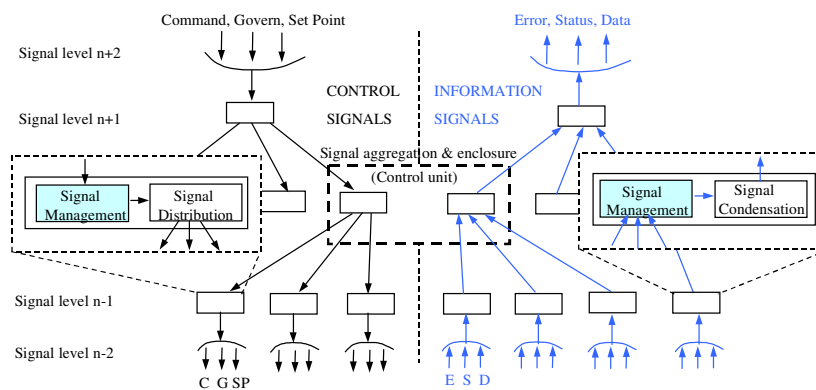 Command, Govern, Set Point
Error, Status, Data
Signal level n+2
CONTROL
INFORMATION
Signal level n+1
SIGNALS
SIGNALS
Signal aggregation & enclosure
(Control unit)
Signal
Management
Signal
Distribution
Signal
Management
Signal
Condensation
Signal level n-1
Signal level n-2
C G SP
E S D